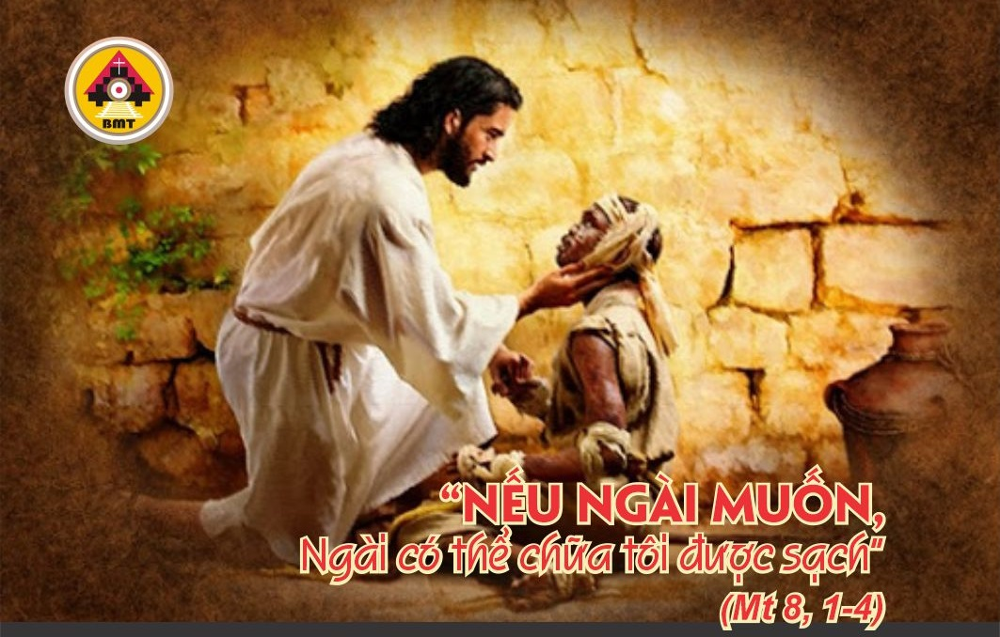 BMT
“NẾU NGÀI MUỐN,
Ngài có thể chữa tôi được sạch"
(Mt 8, 1-4)